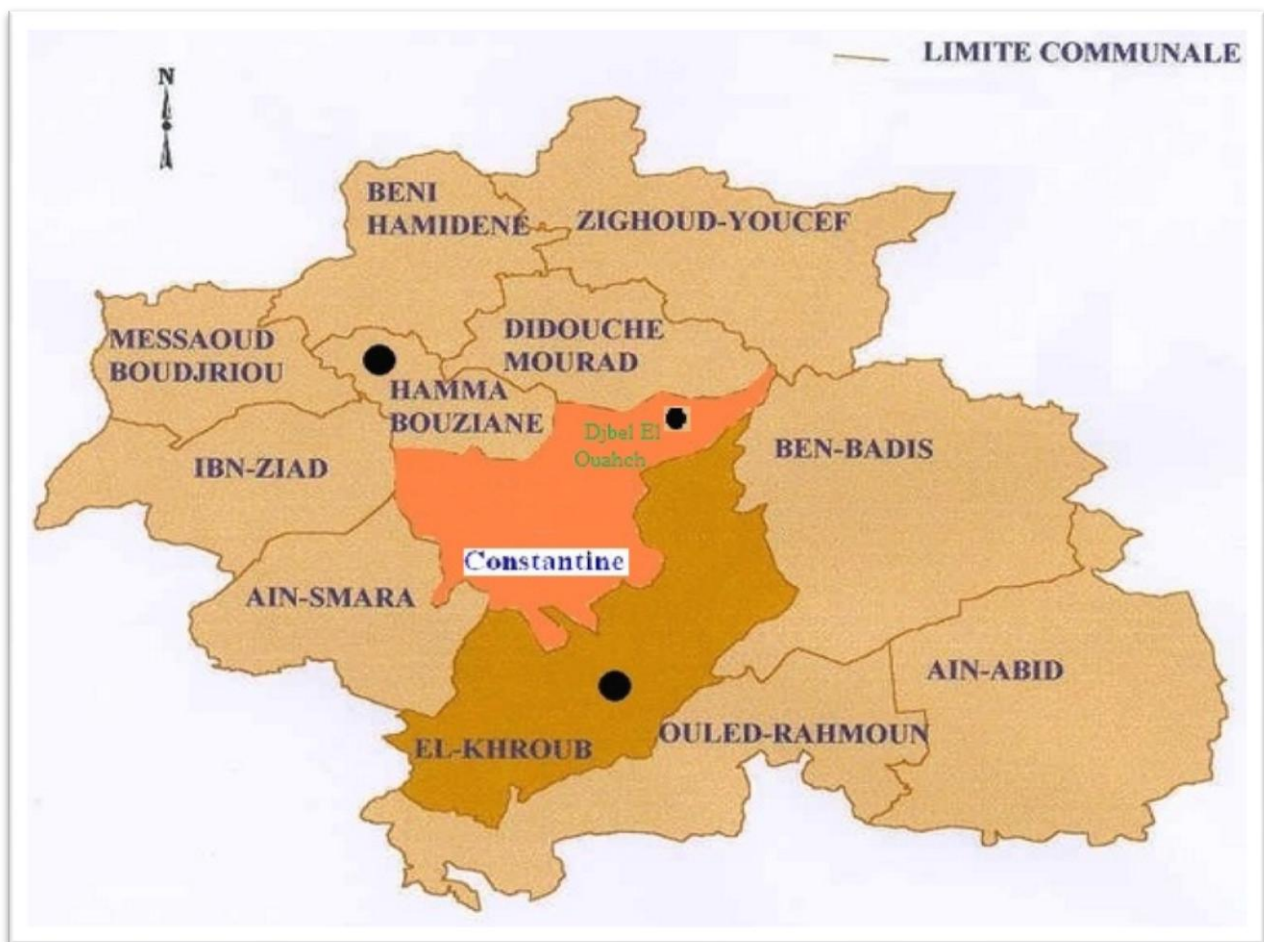 LIMITE COMMUNALE
N
BENI
HAMIDENE
ZIGHOUD-YOUCEF
MESSAOUD
BOUDJRIOU
DIDOUCHE
MOURAD
HAMMA
BOUZIANE
Djbel El
Ouahch
IBN-ZIAD
BEN-BADIS
Constantine
AIN-SMARA
AIN-ABID
EL-KHROUB
OULED-RAHMOUN